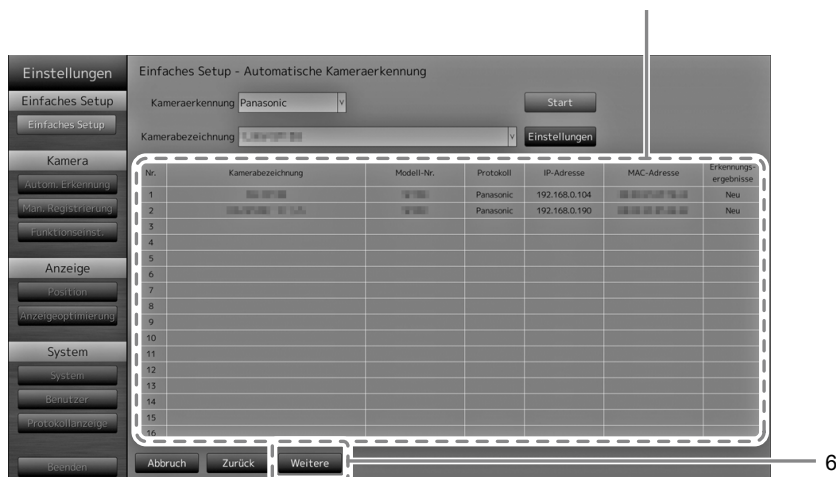 Einstellungen
Einfaches Setup
Einfaches Setup
Kamera
Autom. Erkennung
Man. Registrierung
Funktionseinst.
Anzeige
Position
Anzeigeoptimierung
System
System
Benutzer
Protokollanzeige
Beenden
Einfaches Setup - Automatische Kameraerkennung
Kameraerkennung Panasonic Start
Kamerabezeichnung Einstellungen
Nr. Kamerabezeichnung Modell-Nr. Protokoll IP-Adresse MAC-Adresse Erkennungs-
ergebnisse
1 Panasonic 192.168.0.104 Neu
2 Panasonic 192.168.0.190 Neu
3
4
5
6
7
8
9
10
11
12
13
14
15
16
Abbruch Zurück Weitere
6